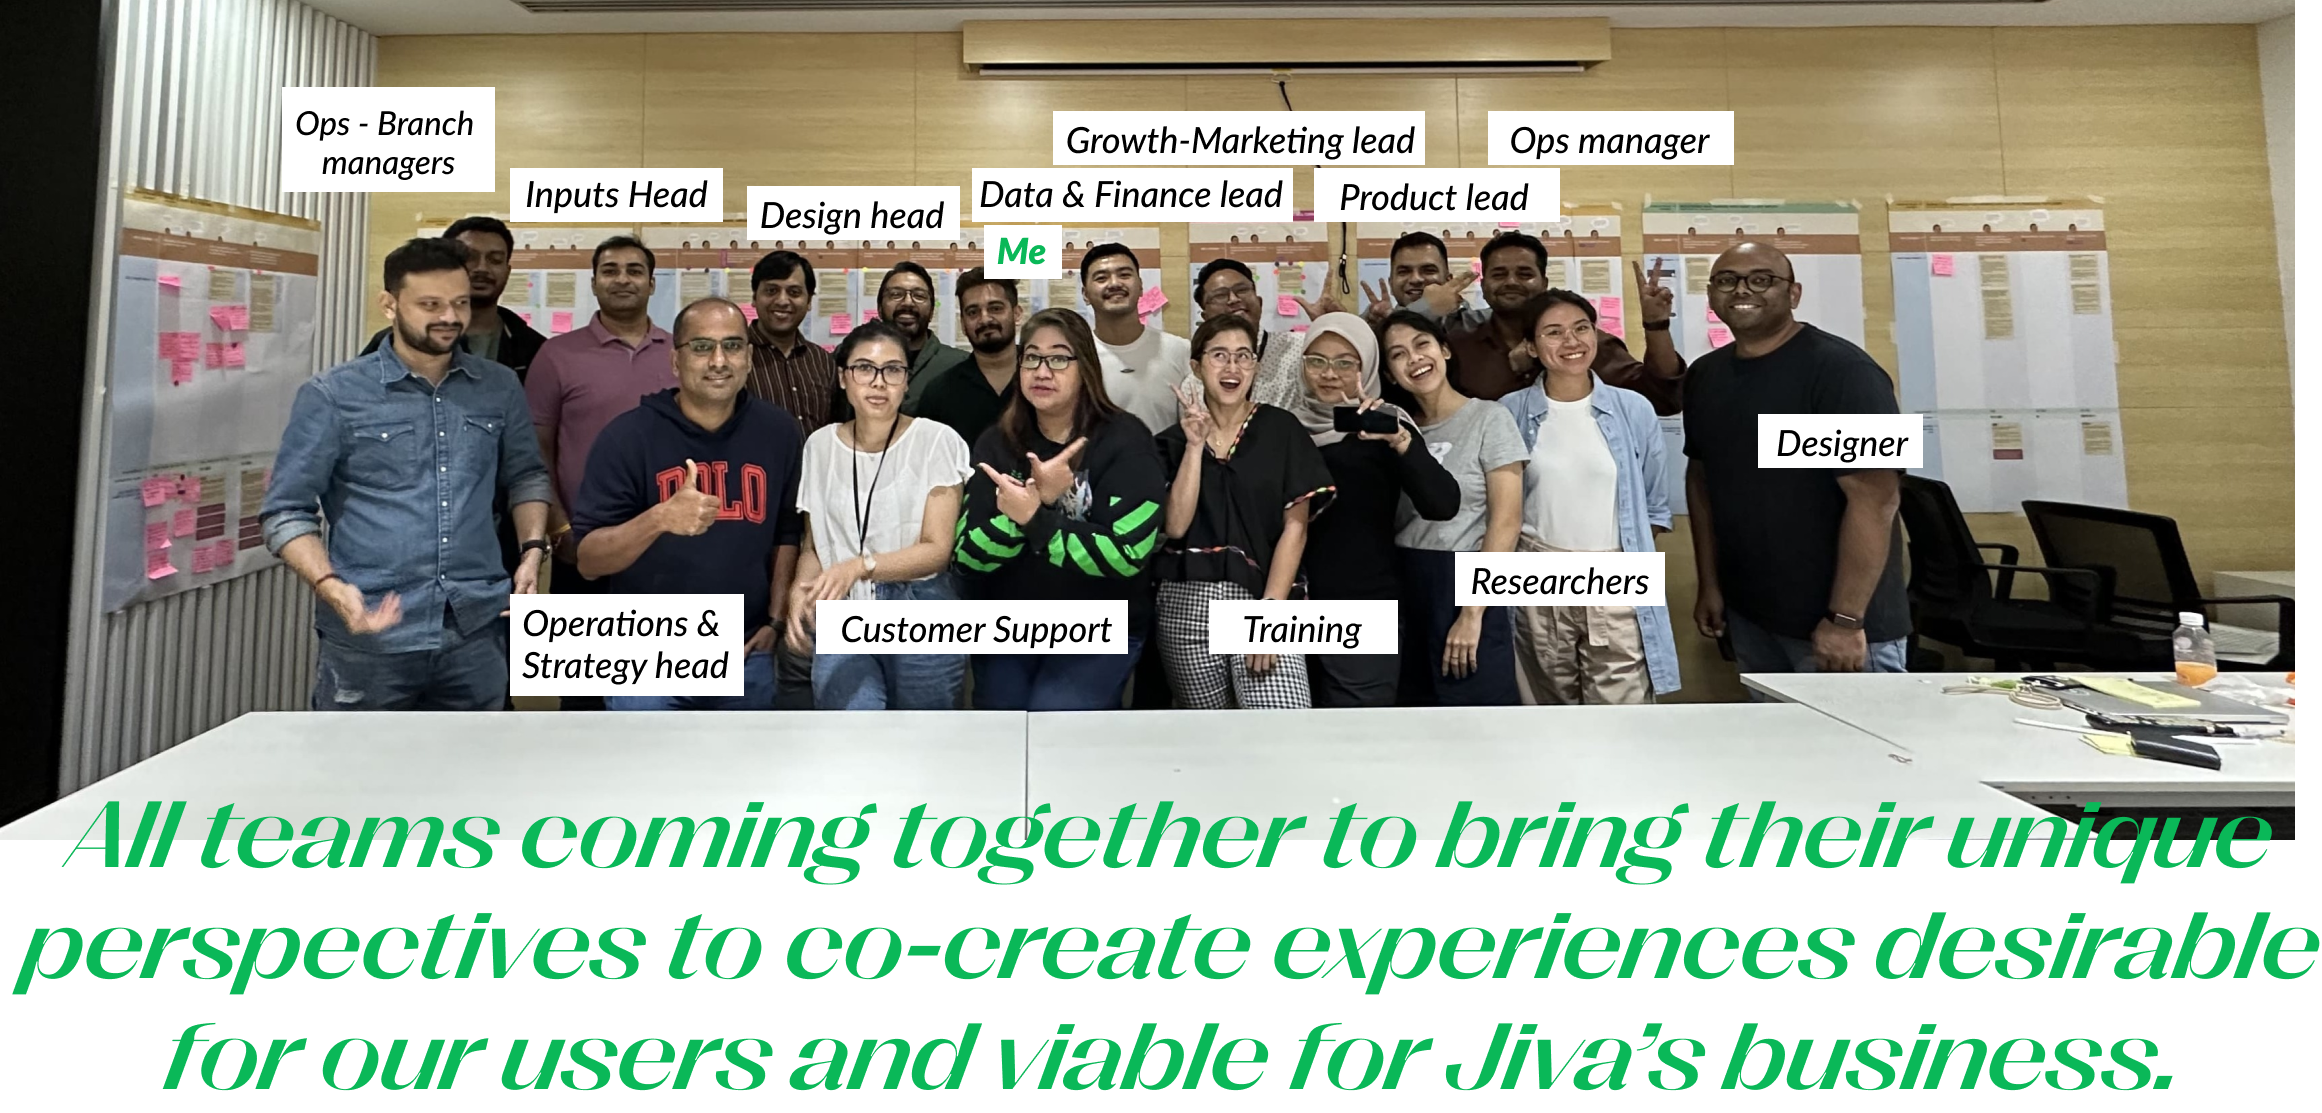 Ops - Branch
managers
Inputs Head
Design head
Growth-Marketing lead
Data & Finance lead
Me
Product lead
Ops manager
Designer
POLO
Operations &
Strategy head
Customer Support
Training
Researchers
All teams coming together to bring their unique
perspectives to co-create experiences desirable
for our users and viable for Jiva's business.